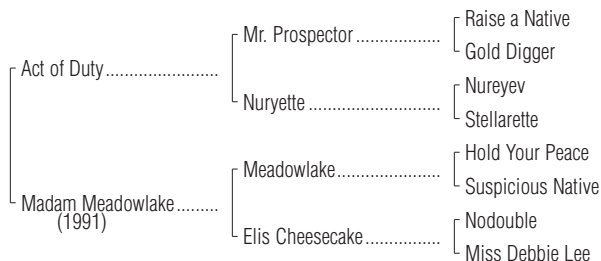 Raise a Native
Mr. Prospector ..................
Gold Digger
Act of Duty........................
Nureyev
Nuryette ............................
Stellarette
Hold Your Peace
Meadowlake......................
Suspicious Native
Madam Meadowlake.........
(1991)
Nodouble
Elis Cheesecake................
Miss Debbie Lee